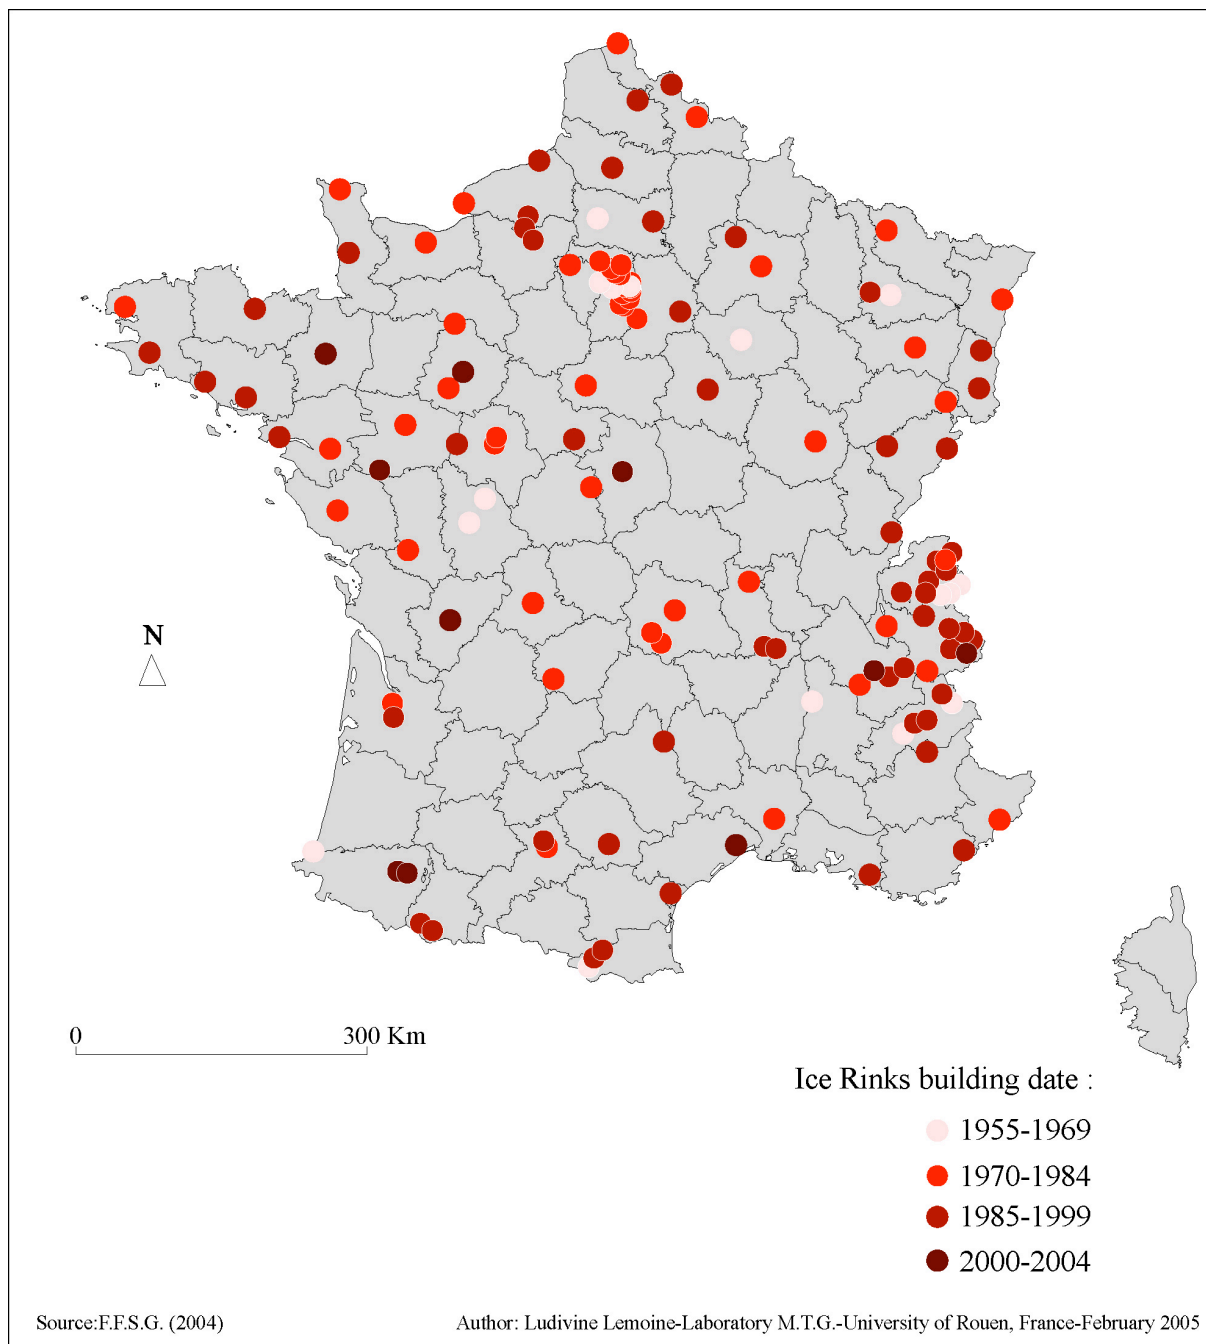 N
0 300 Km
Ice Rinks building date :
1955-1969
1970-1984
1985-1999
2000-2004
Source:F.F.S.G. (2004) Author: Ludivine Lemoine-Laboratory M.T.G.-University of Rouen, France-February 2005